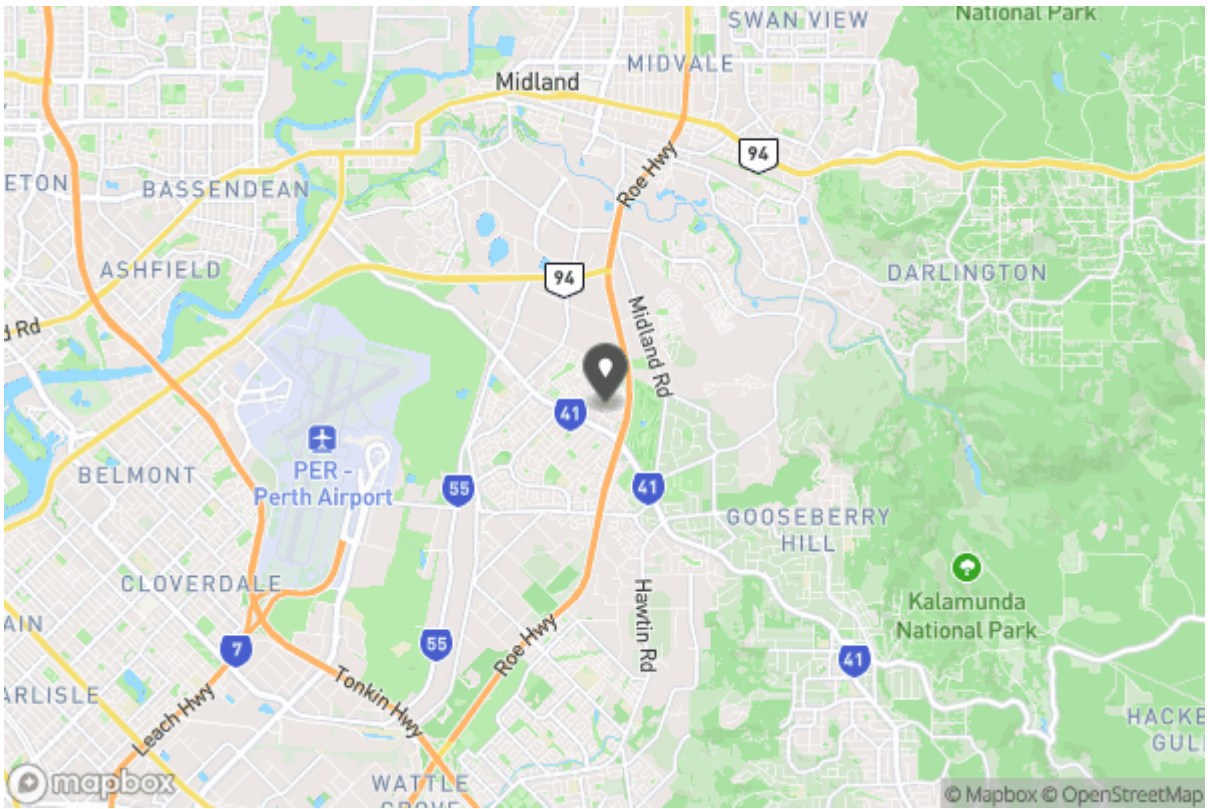 SWAN VIEW
National Park
MIDVALE
Midland
94
Roe Hwy
ETON
BASSENDEAN
ASHFIELD
94
DARLINGTON
d Rd
Midland Rd
41
BELMONT
PER -
Perth Airport
55
41
GOOSEBERRY
HILL
CLOVERDALE
Hawtin Rd
Kalamunda
National Park
AIN
7
55
Roe Hwy
41
ARLISLE
Leach Hwy
Tonkin Hwy
HACKE
GULL
WATTLE
GROVE
mapbox
© Mapbox © OpenStreetMap